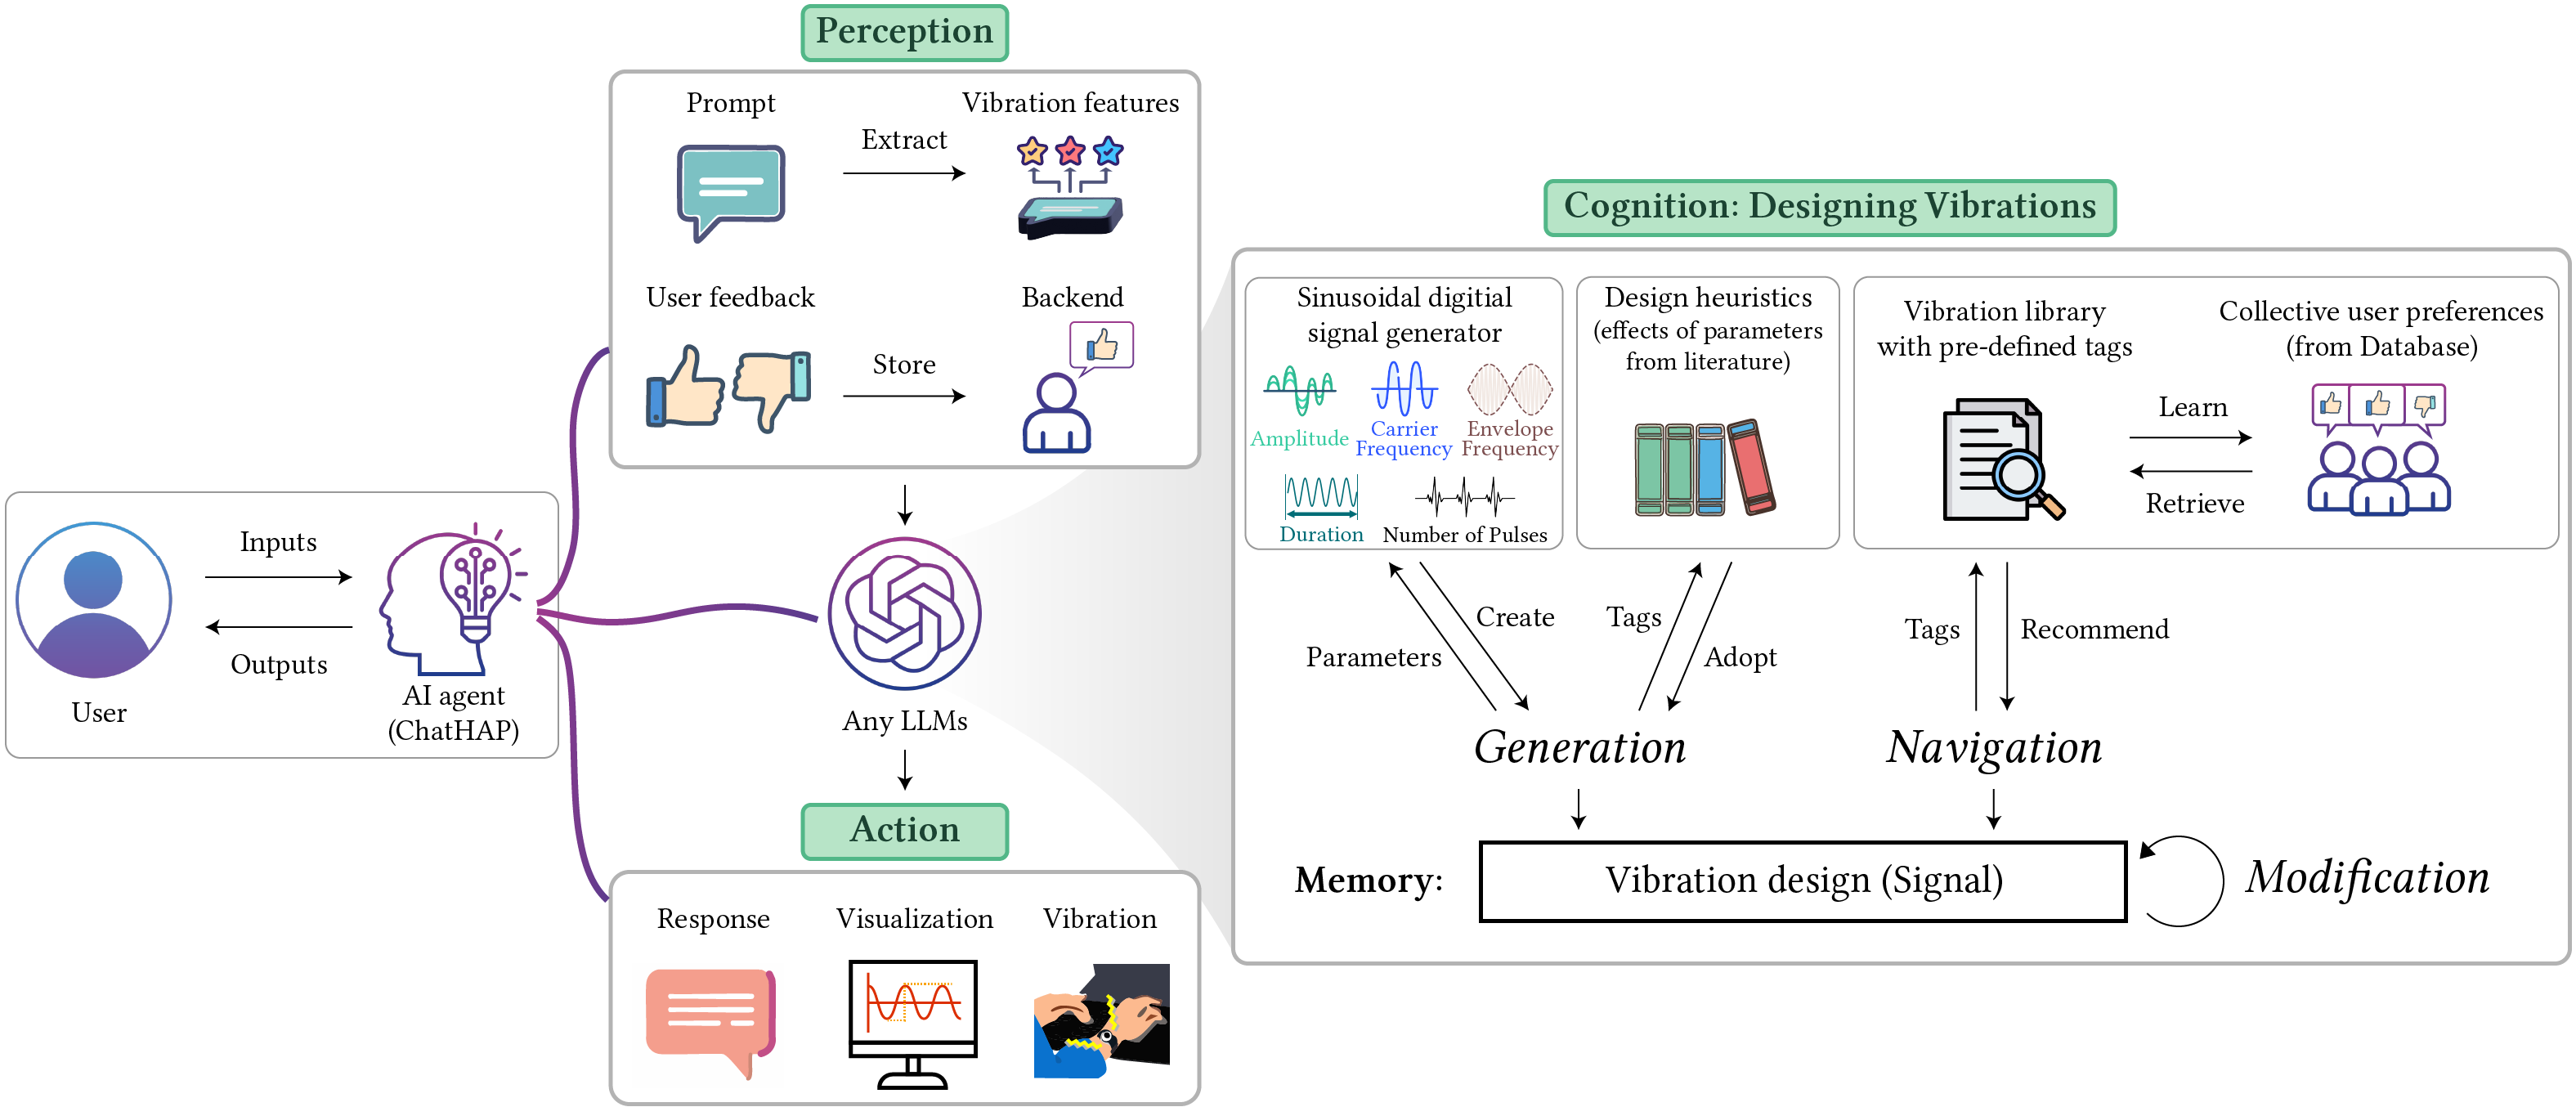 Perception
Prompt
Extract
Vibration features
User feedback
Store
Backend
Inputs
Outputs
User
AI agent
(ChatHAP)
Any LLMs
Action
Response
Visualization
Vibration
Cognition: Designing Vibrations
Sinusoidal digitial
signal generator
Amplitude
Carrier
Frequency
Envelope
Frequency
Duration
Number of Pulses
Design heuristics
(effects of parameters
from literature)
Vibration library
with pre-defined tags
Learn
Retrieve
Collective user preferences
(from Database)
Parameters
Create
Tags
Adopt
Tags
Recommend
Generation
Navigation
Memory:
Vibration design (Signal)
Modification